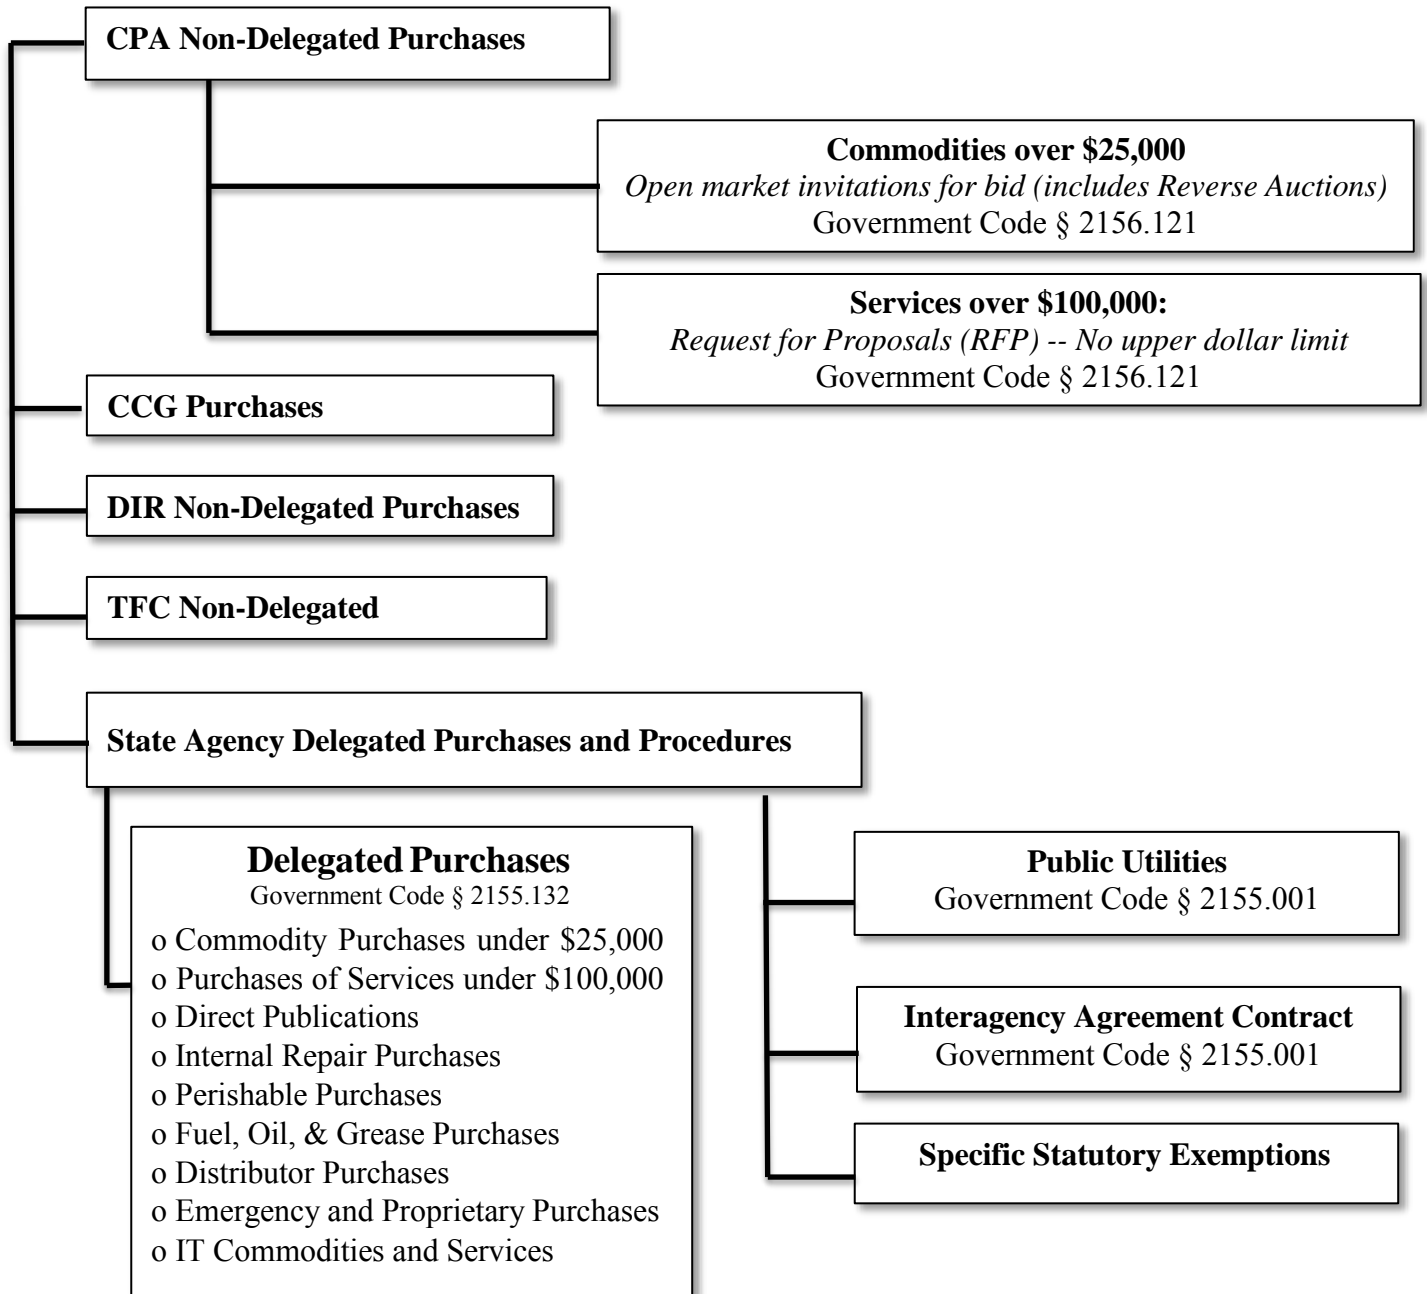 CPA Non-Delegated Purchases
Commodities over $25,000
Open market invitations for bid (includes Reverse Auctions)
Government Code § 2156.121
Services over $100,000:
Request for Proposals (RFP) -- No upper dollar limit
Government Code § 2156.121
CCG Purchases
DIR Non-Delegated Purchases
TFC Non-Delegated
State Agency Delegated Purchases and Procedures
Delegated Purchases
Government Code § 2155.132
o Commodity Purchases under $25,000
o Purchases of Services under $100,000
o Direct Publications
o Internal Repair Purchases
o Perishable Purchases
o Fuel, Oil, & Grease Purchases
o Distributor Purchases
o Emergency and Proprietary Purchases
o IT Commodities and Services
Public Utilities
Government Code § 2155.001
Interagency Agreement Contract
Government Code § 2155.001
Specific Statutory Exemptions